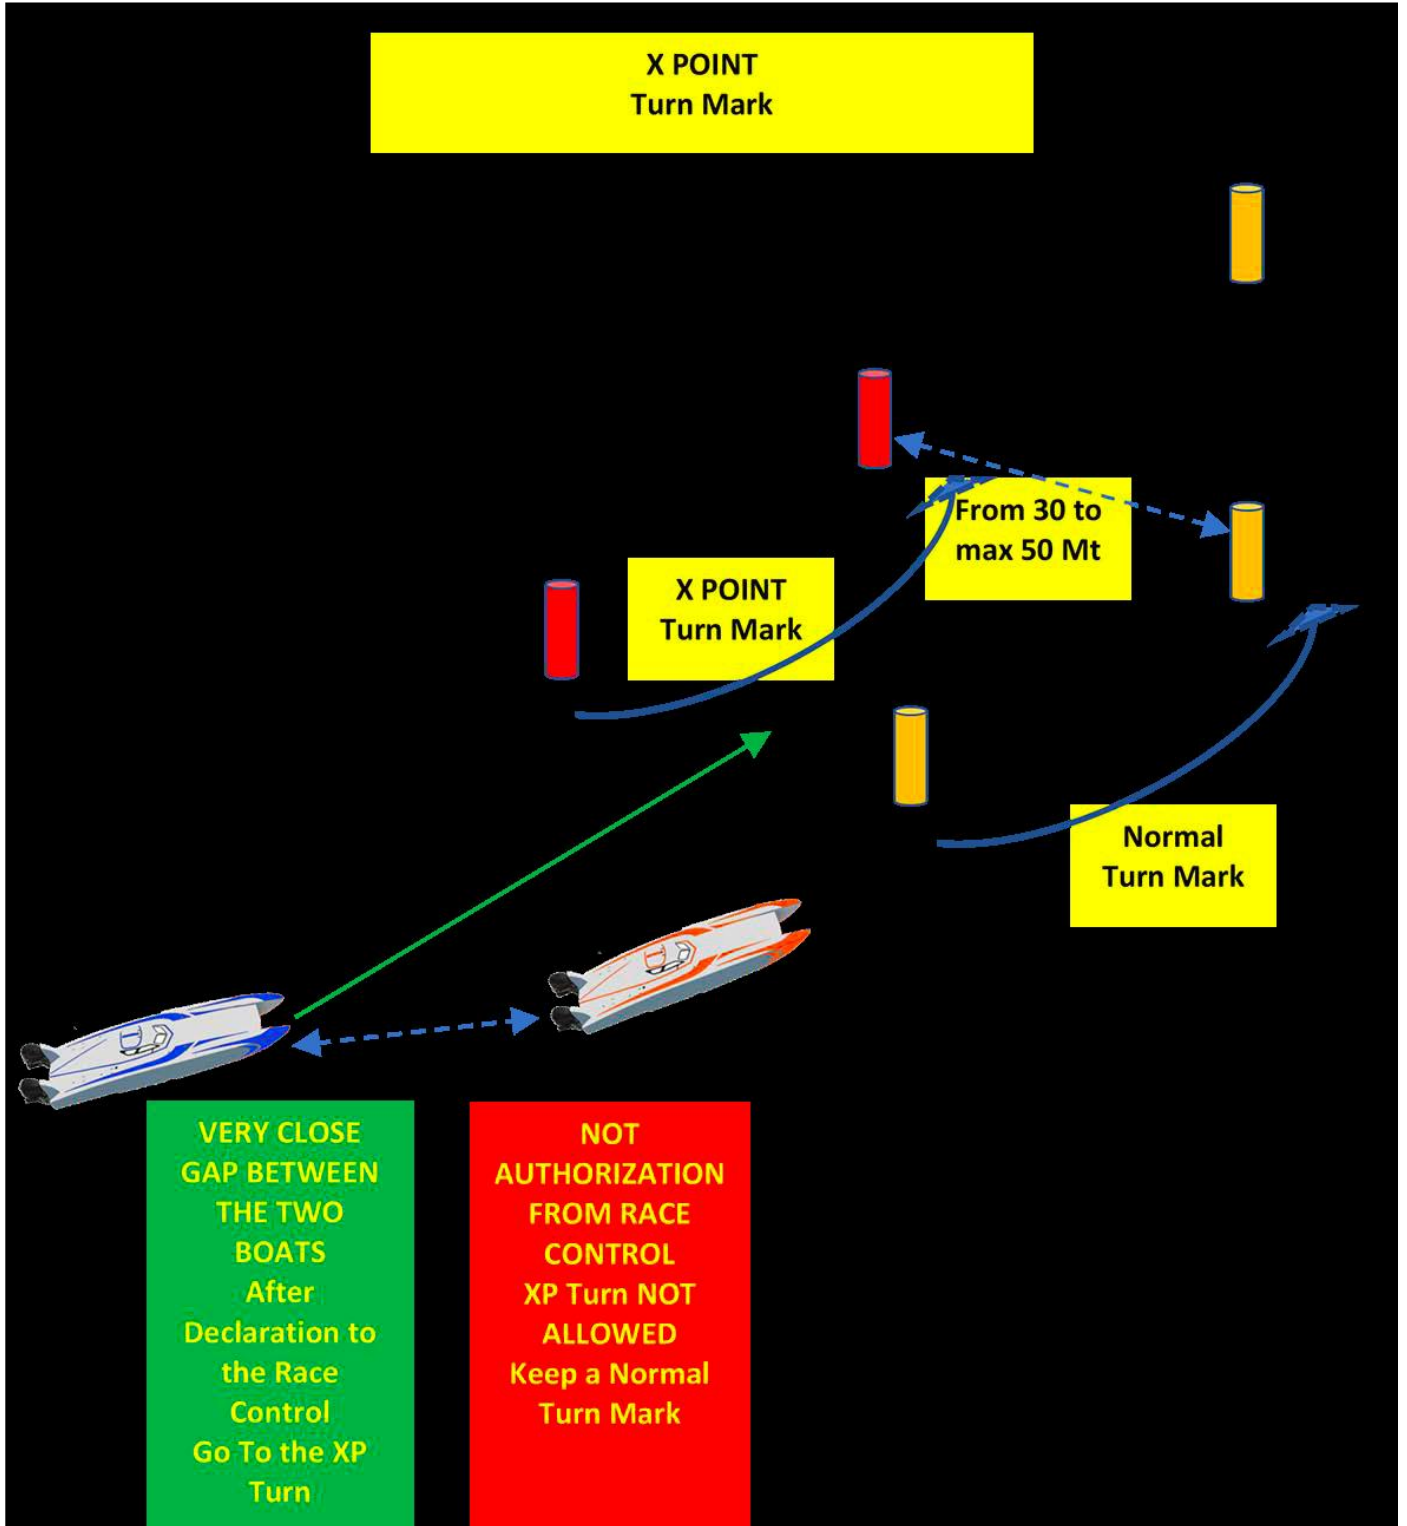 X POINT
Turn Mark
From 30 to
max 50 Mt
X POINT
Turn Mark
Normal
Turn Mark
VERY CLOSE
GAP BETWEEN
THE TWO
BOATS
After
Declaration to
the Race
Control
Go To the XP
Turn
NOT
AUTHORIZATION
FROM RACE
CONTROL
XP Turn NOT
ALLOWED
Keep a Normal
Turn Mark